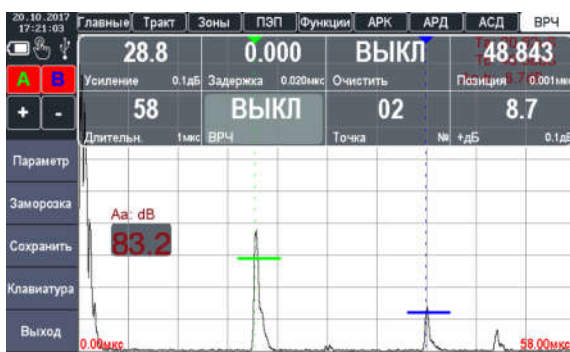 20.10.2017
17:21:03
Главные Тракт Зоны ПЭП Функции АРК АРД АСД ВРЧ
28.8 0.000 ВЫКЛ 48.843
Усиление 0.1дБ Задержка 0.020мкс Очистить Позиция 0.001мкс
A B
58 ВЫКЛ 02 8.7
+ -
Длительн. 1мкс ВРЧ Точка № +дБ 0.1дБ
Параметр
Заморозка
Aa: dB
83.2
Сохранить
Клавиатура
Выход
0.00мкс 58.00мкс